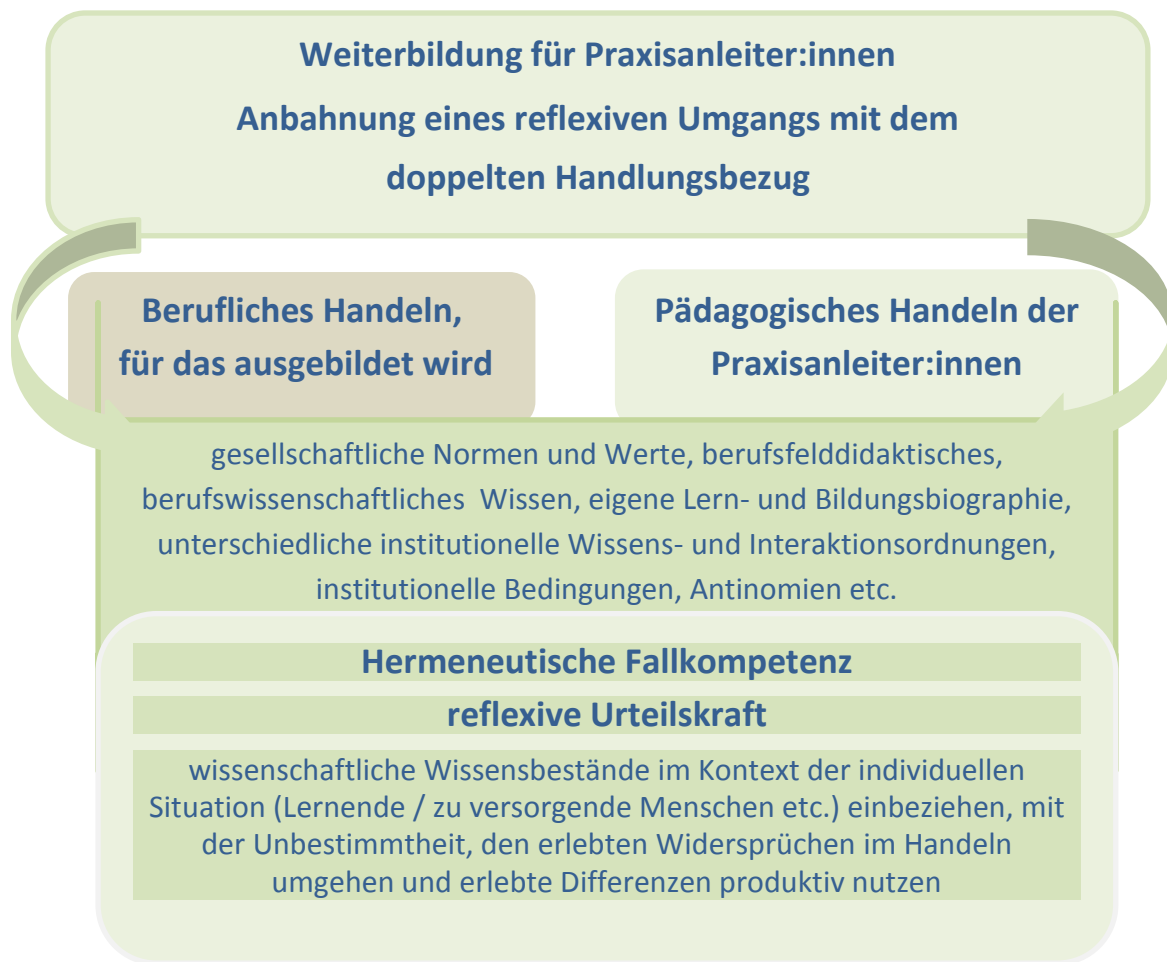 Weiterbildung für Praxisanleiter:innen
Anbahnung eines reflexiven Umgangs mit dem
doppelten Handlungsbezug
Berufliches Handeln,
für das ausgebildet wird
Pädagogisches Handeln der
Praxisanleiter:innen
gesellschaftliche Normen und Werte, berufsfelddidaktisches,
berufswissenschaftliches Wissen, eigene Lern- und Bildungsbiographie,
unterschiedliche institutionelle Wissens- und Interaktionsordnungen,
institutionelle Bedingungen, Antinomien etc.
Hermeneutische Fallkompetenz
reflexive Urteilskraft
wissenschaftliche Wissensbestände im Kontext der individuellen
Situation (Lernende / zu versorgende Menschen etc.) einbeziehen, mit
der Unbestimmtheit, den erlebten Widersprüchen im Handeln
umgehen und erlebte Differenzen produktiv nutzen